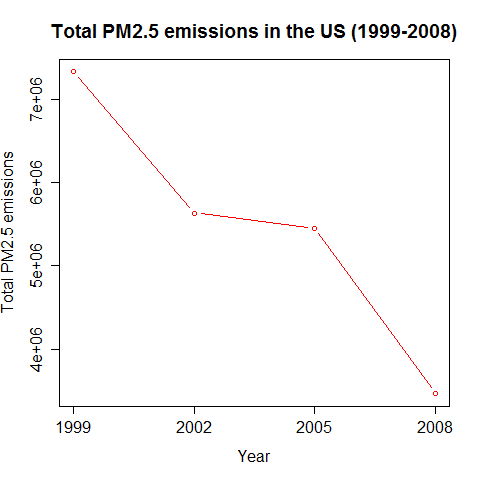 Total PM2.5 emissions in the US (1999-2008)
Total PM2.5 emissions
7e+06
6e+06
5e+06
4e+06
1999 2002 2005 2008
Year